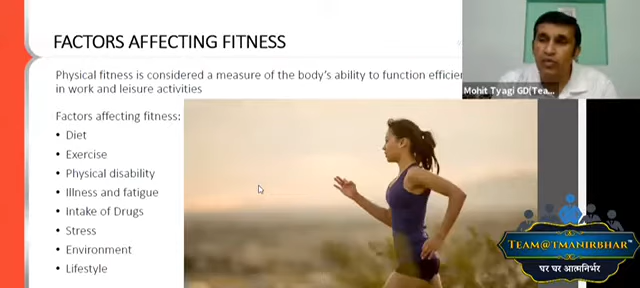 FACTORS AFFECTING FITNESS
Physical fitness is considered a measure of the body's ability to function
in work and leisure activities
Factors affecting fitness:
• Diet
• Exercise
• Physical disability
• Illness and fatigue
• Intake of Drugs
• Stress
• Environment
• Lifestyle
Mohit Tyagi GD(Tea...
TEAM@TMANIRBHAR
घर घर आत्मनिर्भर